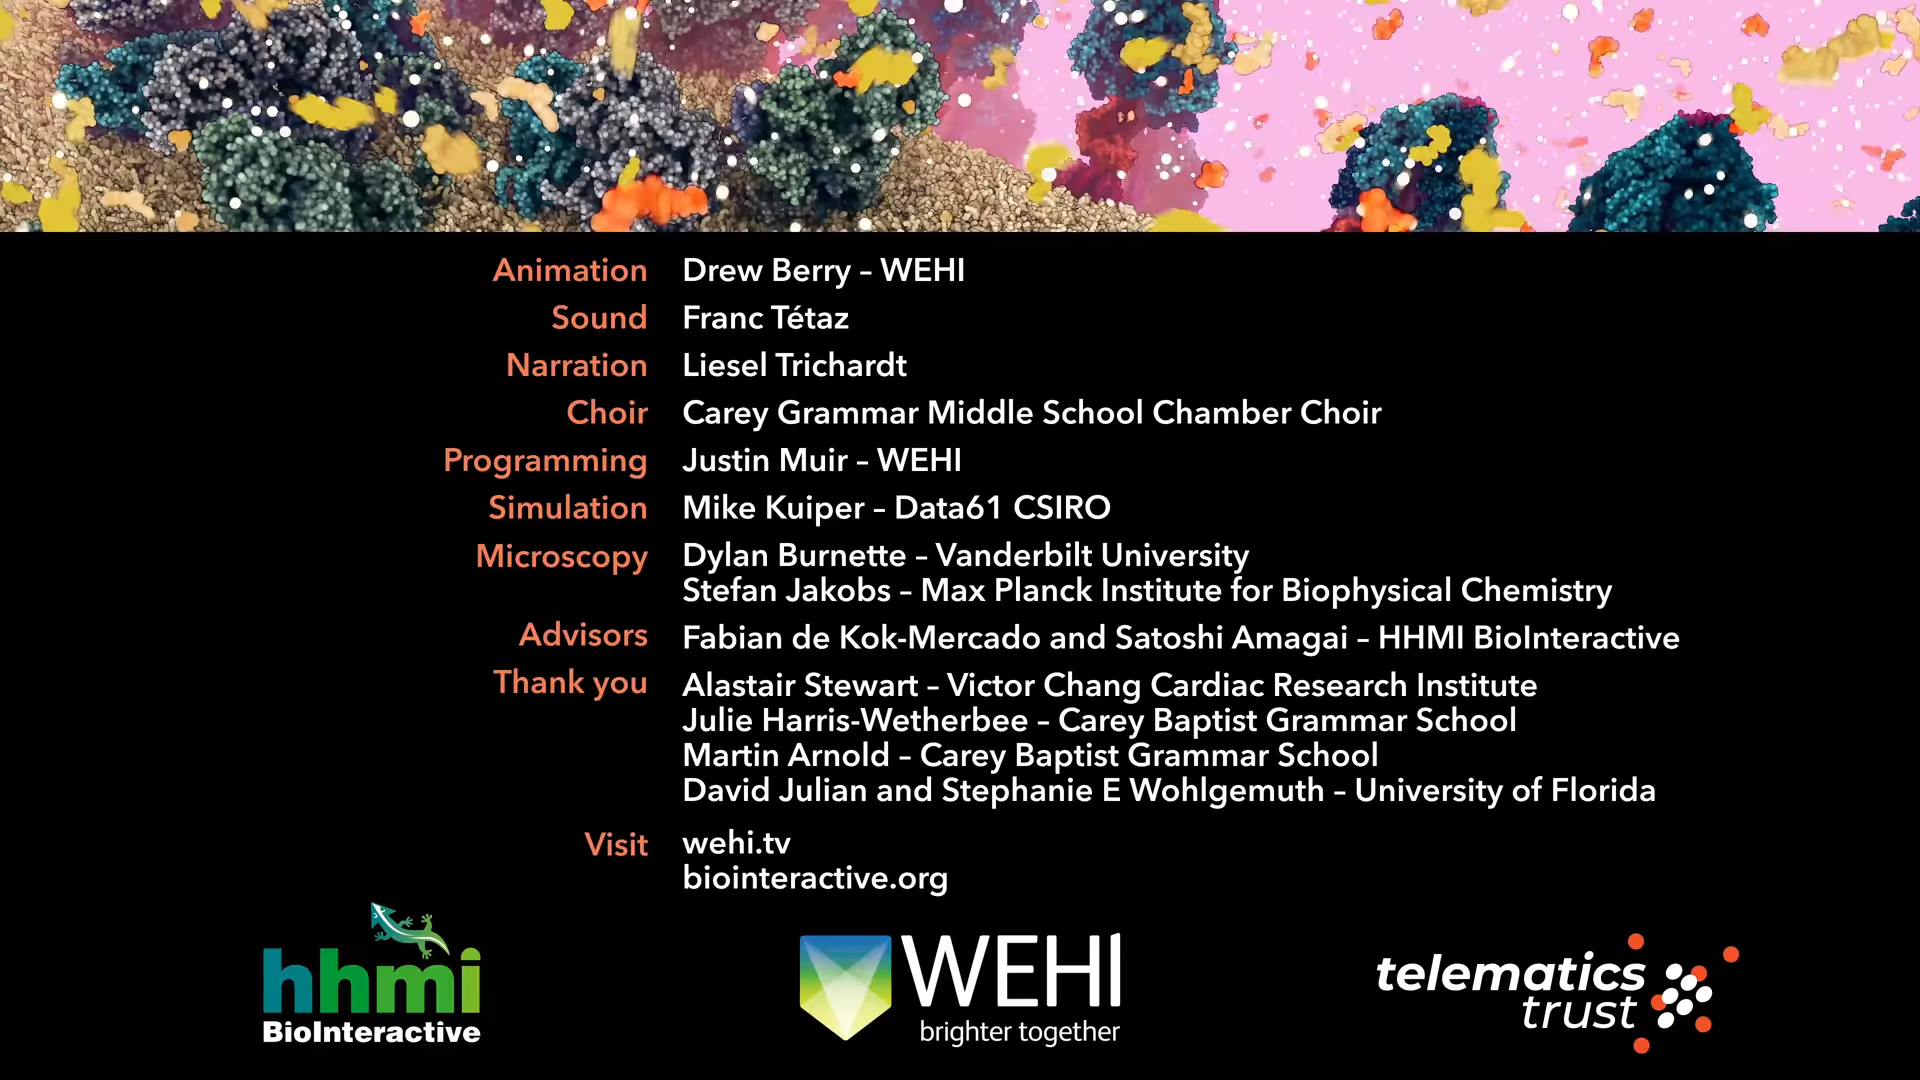 Animation Drew Berry – WEHI
Sound Franc Tétaz
Narration Liesel Trichardt
Choir Carey Grammar Middle School Chamber Choir
Programming Justin Muir – WEHI
Simulation Mike Kuiper – Data61 CSIRO
Microscopy Dylan Burnette – Vanderbilt University
Stefan Jakobs – Max Planck Institute for Biophysical Chemistry
Advisors Fabian de Kok-Mercado and Satoshi Amagai – HHMI BioInteractive
Thank you Alastair Stewart – Victor Chang Cardiac Research Institute
Julie Harris-Wetherbee – Carey Baptist Grammar School
Martin Arnold – Carey Baptist Grammar School
David Julian and Stephanie E Wohlgemuth – University of Florida
Visit wehi.tv
biointeractive.org
hhmi
BioInteractive
WEHI
brighter together
telematics
trust